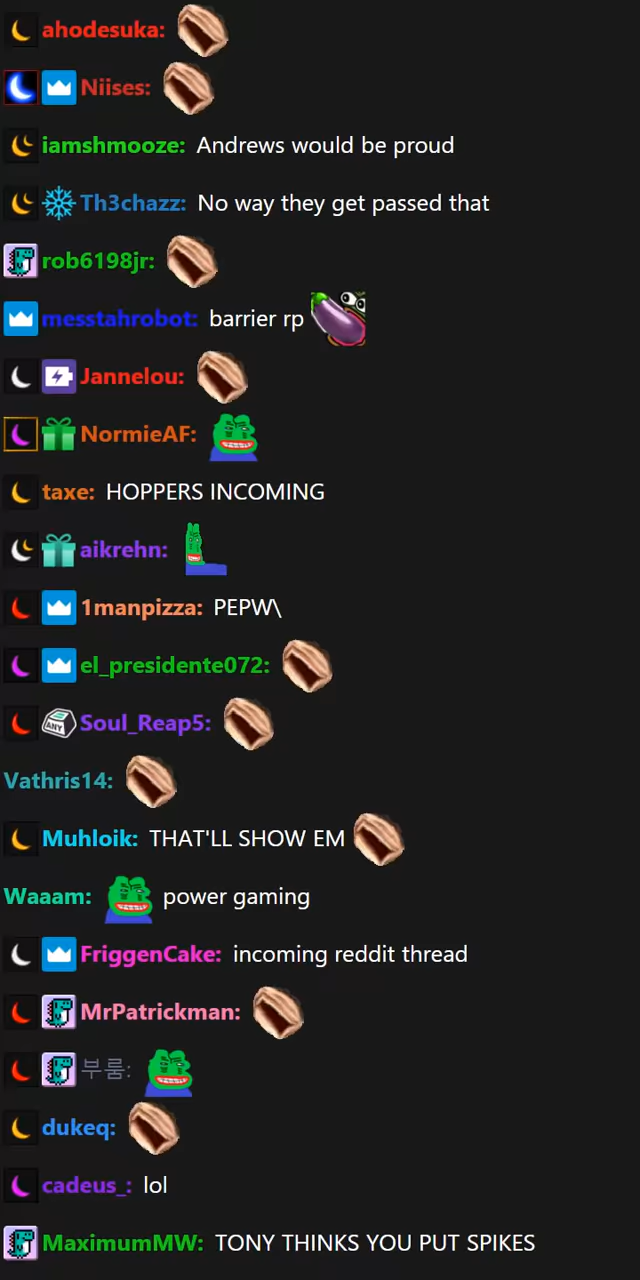 ahodesuka:
Niises:
iamshmooze: Andrews would be proud
Th3chazz: No way they get passed that
rob6198jr:
messtahrobot: barrier rp
Jannelou:
NormieAF:
taxe: HOPPERS INCOMING
aikrehn:
1manpizza: PEPW\
el_presidente072:
ANY Soul_Reap5:
Vathris14:
Muhloik: THAT'LL SHOW EM
Waaam: power gaming
FriggenCake: incoming reddit thread
MrPatrickman:
부룸:
dukeq:
cadeus_: lol
MaximumMW: TONY THINKS YOU PUT SPIKES